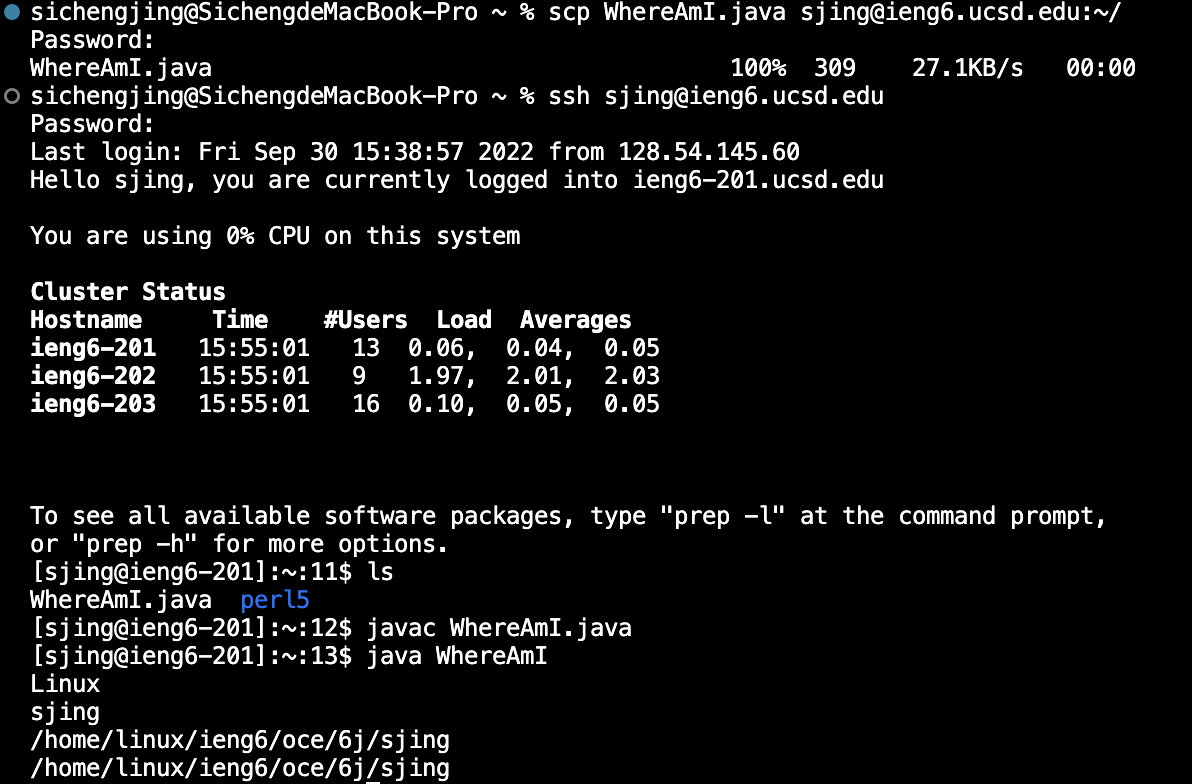 sichengjing@SichengdeMacBook-Pro ~ % scp WhereAmI.java sjing@ieng6.ucsd.edu:~/
Password:
WhereAmI.java 100% 309 27.1KB/s 00:00
sichengjing@SichengdeMacBook-Pro ~ % ssh sjing@ieng6.ucsd.edu
Password:
Last login: Fri Sep 30 15:38:57 2022 from 128.54.145.60
Hello sjing, you are currently logged into ieng6-201.ucsd.edu
You are using 0% CPU on this system
Cluster Status
Hostname Time #Users Load Averages
ieng6-201 15:55:01 13 0.06, 0.04, 0.05
ieng6-202 15:55:01 9 1.97, 2.01, 2.03
ieng6-203 15:55:01 16 0.10, 0.05, 0.05
To see all available software packages, type "prep -l" at the command prompt,
or "prep -h" for more options.
[sjing@ieng6-201]:~:11$ ls
WhereAmI.java perl5
[sjing@ieng6-201]:~:12$ javac WhereAmI.java
[sjing@ieng6-201]:~:13$ java WhereAmI
Linux
sjing
/home/linux/ieng6/oce/6j/sjing
/home/linux/ieng6/oce/6j/sjing